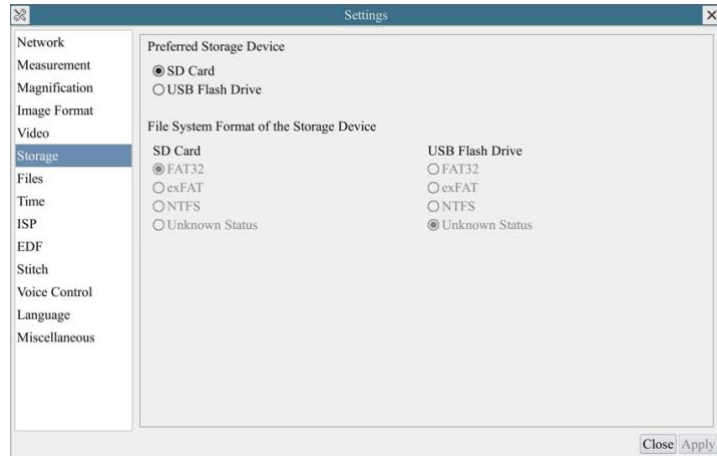 Settings
Network
Measurement
Magnification
Image Format
Video
Storage
Files
Time
ISP
EDF
Stitch
Voice Control
Language
Miscellaneous
Preferred Storage Device
SD Card
USB Flash Drive
File System Format of the Storage Device
SD Card
FAT32
exFAT
NTFS
Unknown Status
USB Flash Drive
FAT32
exFAT
NTFS
Unknown Status
Close Apply